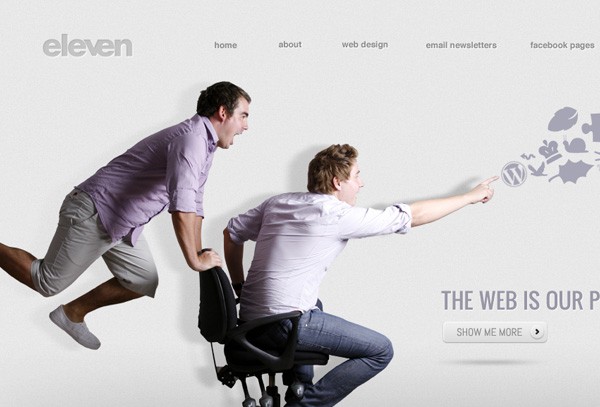 eleven
home about web design email newsletters facebook pages
W
THE WEB IS OUR P
SHOW ME MORE